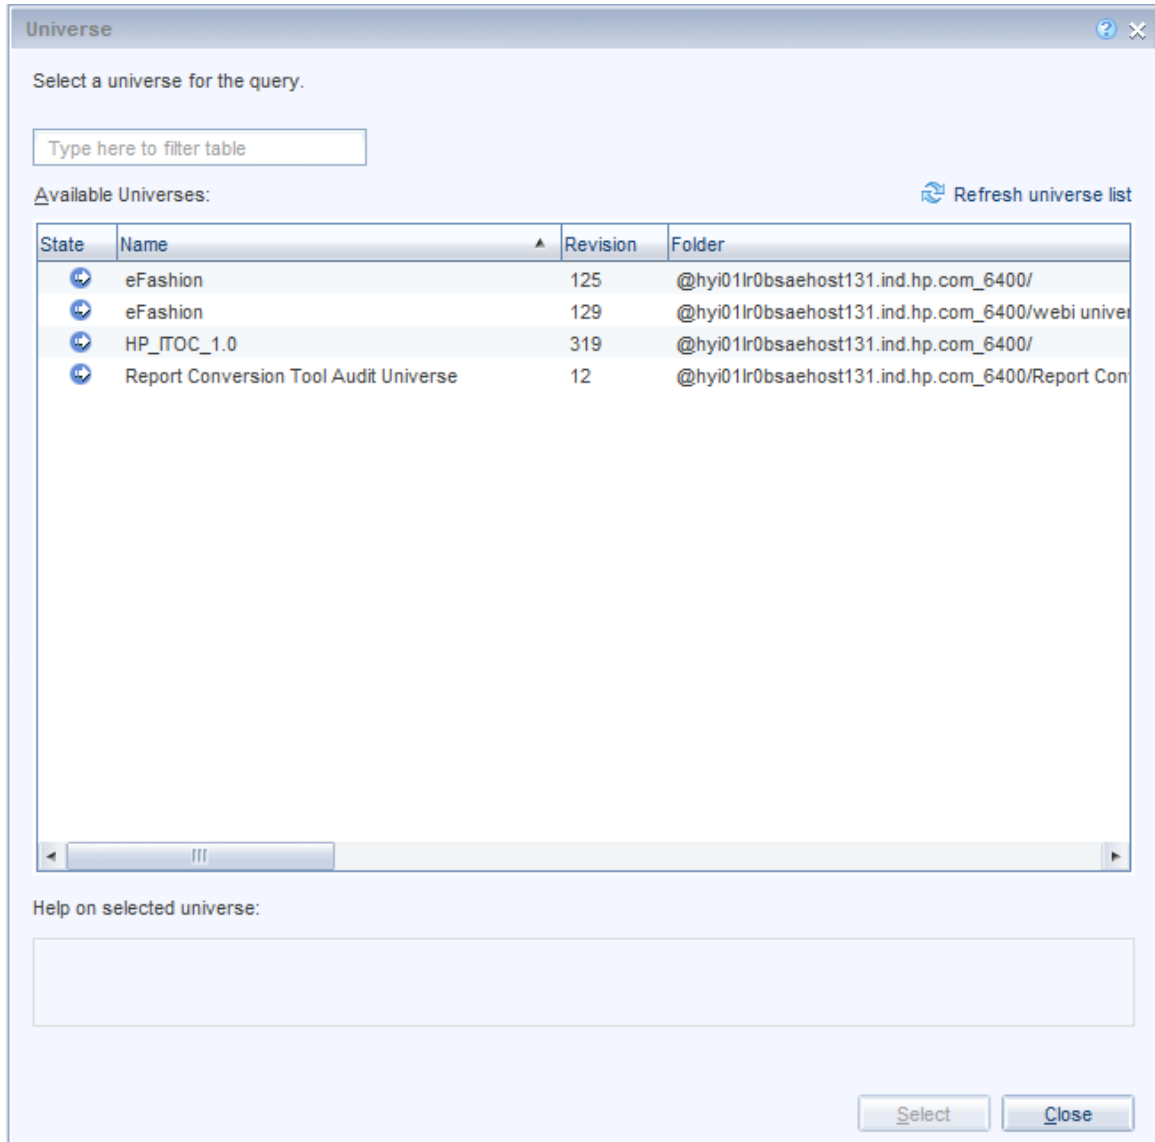 Universe
Select a universe for the query.
Type here to filter table
Available Universes:
Refresh universe list
State Name Revision Folder
eFashion 125 @hyi01lr0bsaehost131.ind.hp.com_6400/
eFashion 129 @hyi01lr0bsaehost131.ind.hp.com_6400/webi univer
HP_ITOC_1.0 319 @hyi01lr0bsaehost131.ind.hp.com_6400/
Report Conversion Tool Audit Universe 12 @hyi01lr0bsaehost131.ind.hp.com_6400/Report Con
Help on selected universe:
Select Close